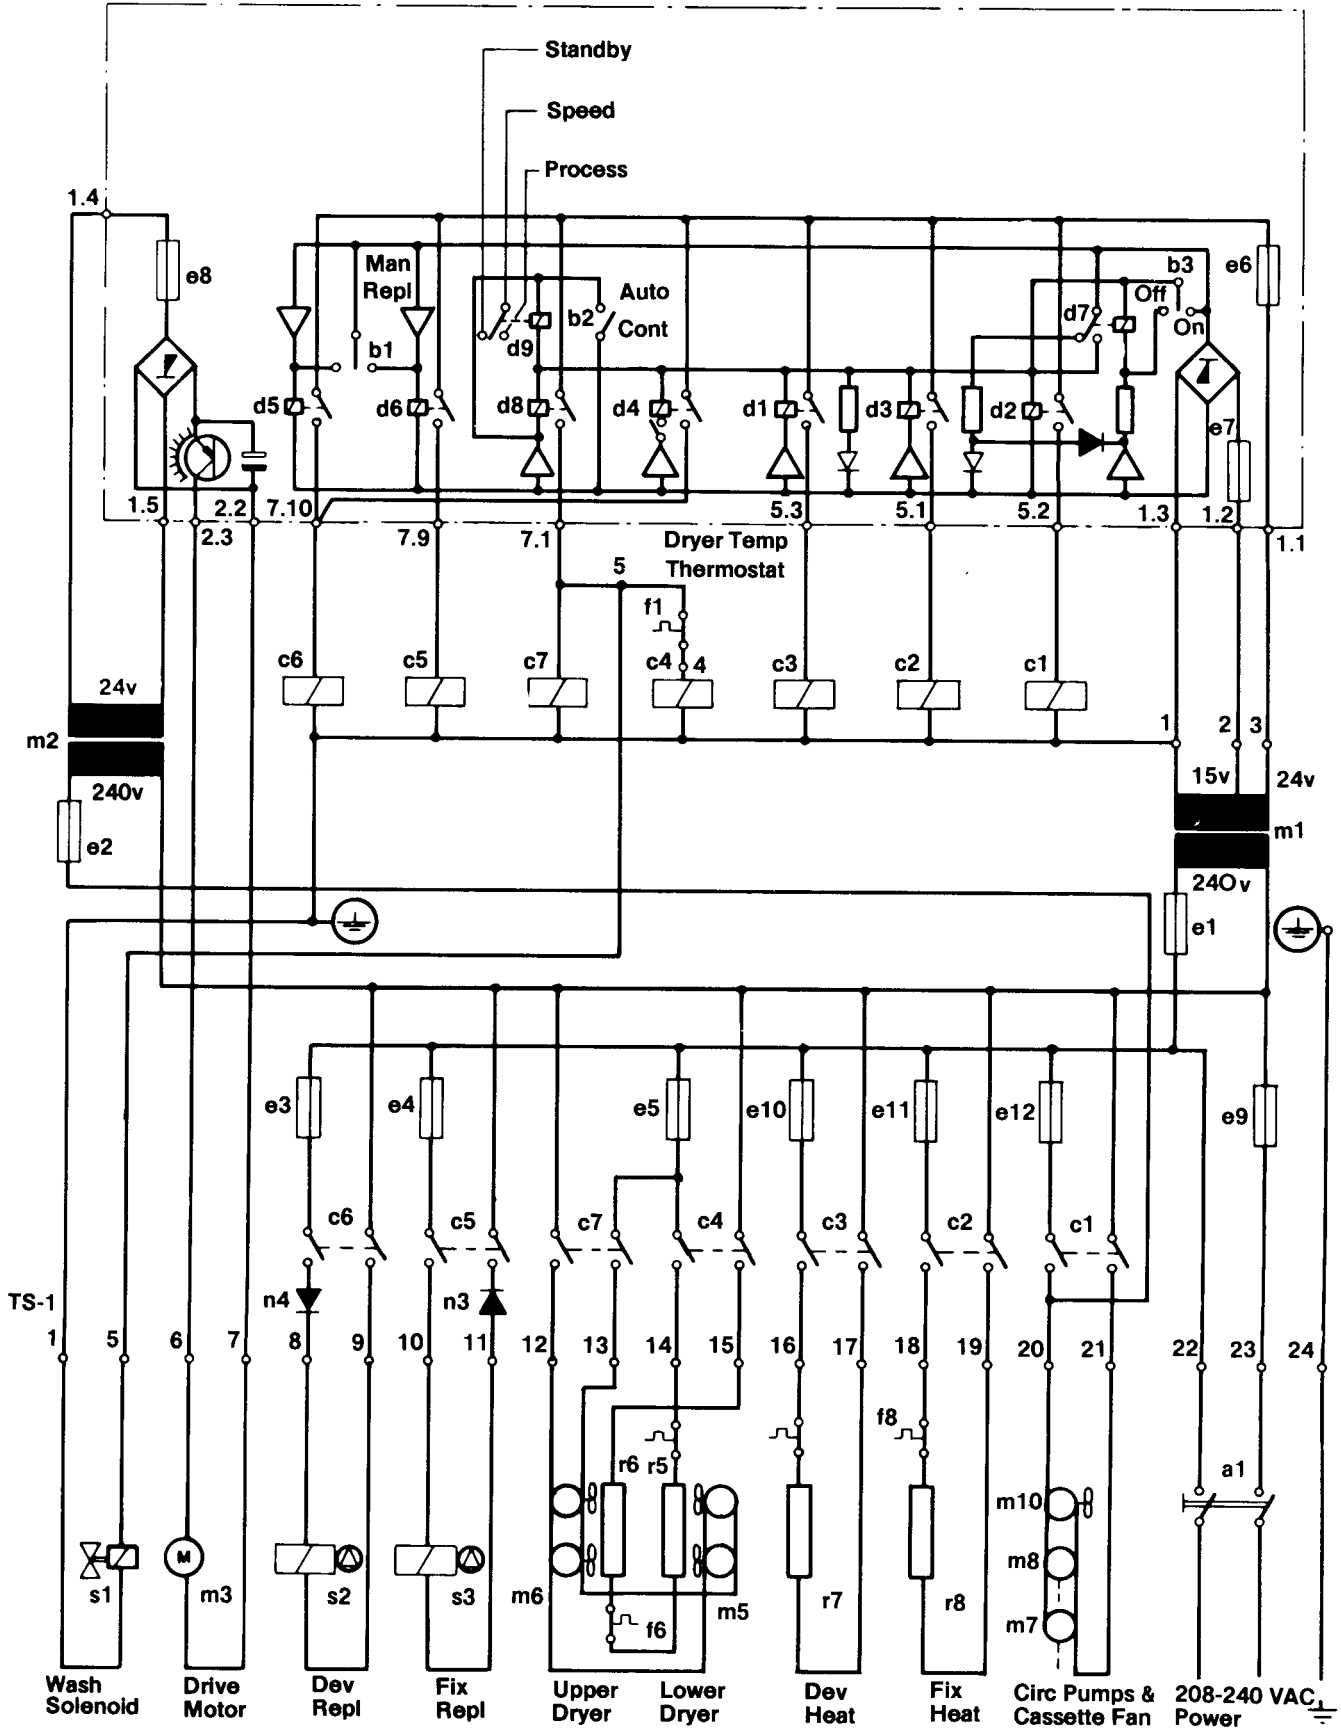 Standby
Speed
Process
1.4
e8
Man
Repl
b1
d9
b2
Auto
Cont
b3
Off
On
d7
e6
d5
d6
d8
d4
d1
d3
d2
e7
1.5
2.3
2.2
7.10
7.9
7.1
5.3
5.1
5.2
1.3
1.2
1.1
Dryer Temp
Thermostat
5
f1
c6
c5
c7
c4
4
c3
c2
c1
24v
m2
240v
e2
1
2
3
15v
24v
m1
240v
e1
e3
e4
e5
e10
e11
e12
e9
c6
c5
c7
c4
c3
c2
c1
n4
n3
TS-1
1
5
6
7
8
9
10
11
12
13
14
15
16
17
18
19
20
21
22
23
24
f8
r6
r5
a1
m10
m8
m7
M
s1
m3
s2
s3
m6
f6
m5
r7
r8
Wash
Solenoid
Drive
Motor
Dev
Repl
Fix
Repl
Upper
Dryer
Lower
Dryer
Dev
Heat
Fix
Heat
Circ Pumps &
Cassette Fan
208-240 VAC
Power